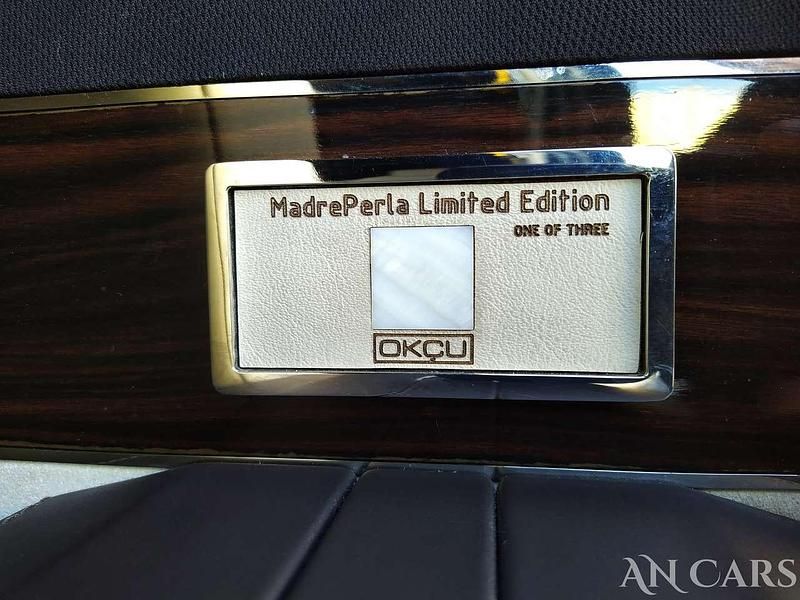 MadrePerla Limited Edition
ONE OF THREE
OKÇU
AN CARS